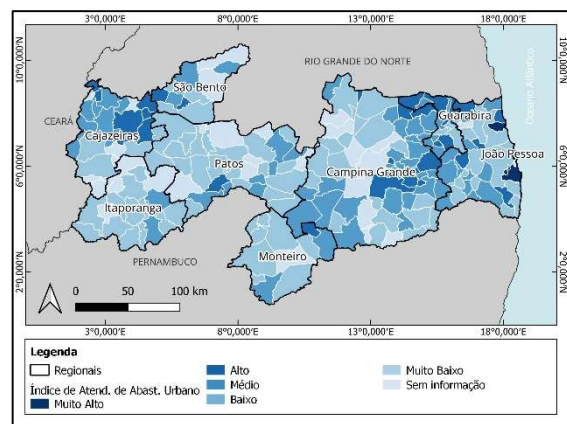 3°0,000'E 8°0,000'E 13°0,000'E 18°0,000'E
10°0,000'N
6°0,000'N
2°0,000'N
10°0,000'N
6°0,000'N
2°0,000'N
RIO GRANDE DO NORTE
Oceano Atlântico
São Bento
CEARÁ
Guarabira
Cajazeiras
João Pessoa
Patos
Campina Grande
Itaporanga
PERNAMBUCO
Monteiro
0 50 100 km
3°0,000'E 8°0,000'E 13°0,000'E 18°0,000'E
Legenda
Regionais
Índice de Atend. de Abast. Urbano
Muito Alto
Alto
Médio
Baixo
Muito Baixo
Sem informação